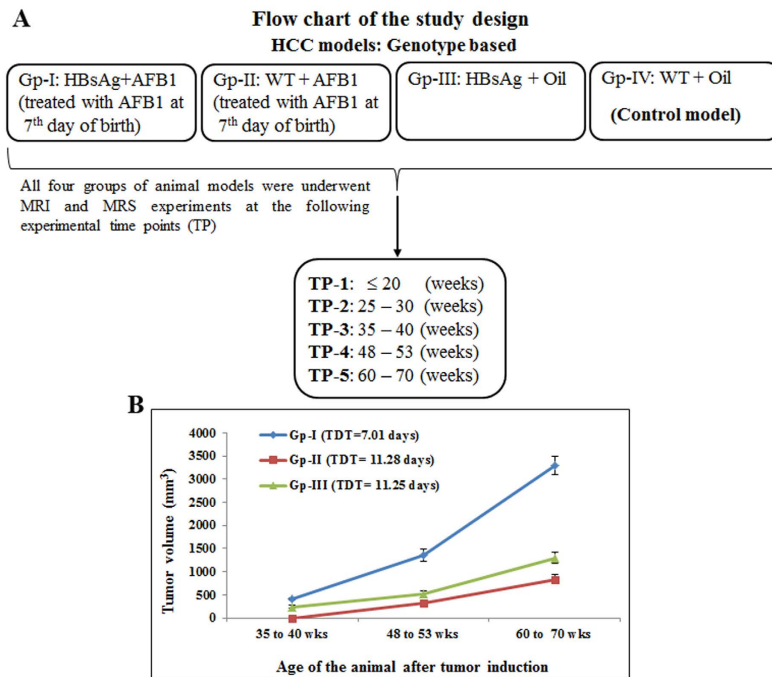 A
Flow chart of the study design
HCC models: Genotype based
Gp-I: HBsAg+AFB1
(treated with AFB1 at
7th day of birth)
Gp-II: WT + AFB1
(treated with AFB1 at
7th day of birth)
Gp-III: HBsAg + Oil
Gp-IV: WT + Oil
(Control model)
All four groups of animal models were underwent
MRI and MRS experiments at the following
experimental time points (TP)
TP-1: ≤ 20 (weeks)
TP-2: 25 – 30 (weeks)
TP-3: 35 – 40 (weeks)
TP-4: 48 – 53 (weeks)
TP-5: 60 – 70 (weeks)
B
Tumor volume (mm3)
4000
3500
3000
2500
2000
1500
1000
500
0
Gp-I (TDT=7.01 days)
Gp-II (TDT= 11.28 days)
Gp-III (TDT= 11.25 days)
35 to 40 wks
48 to 53 wks
60 to 70 wks
Age of the animal after tumor induction